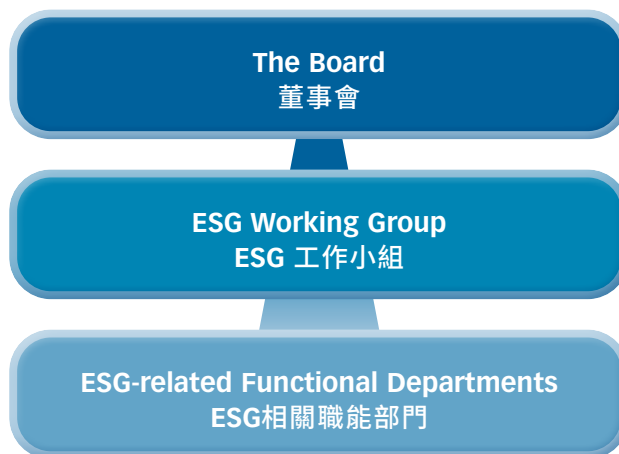 The Board
董事會
ESG Working Group
ESG 工作小組
ESG-related Functional Departments
ESG相關職能部門